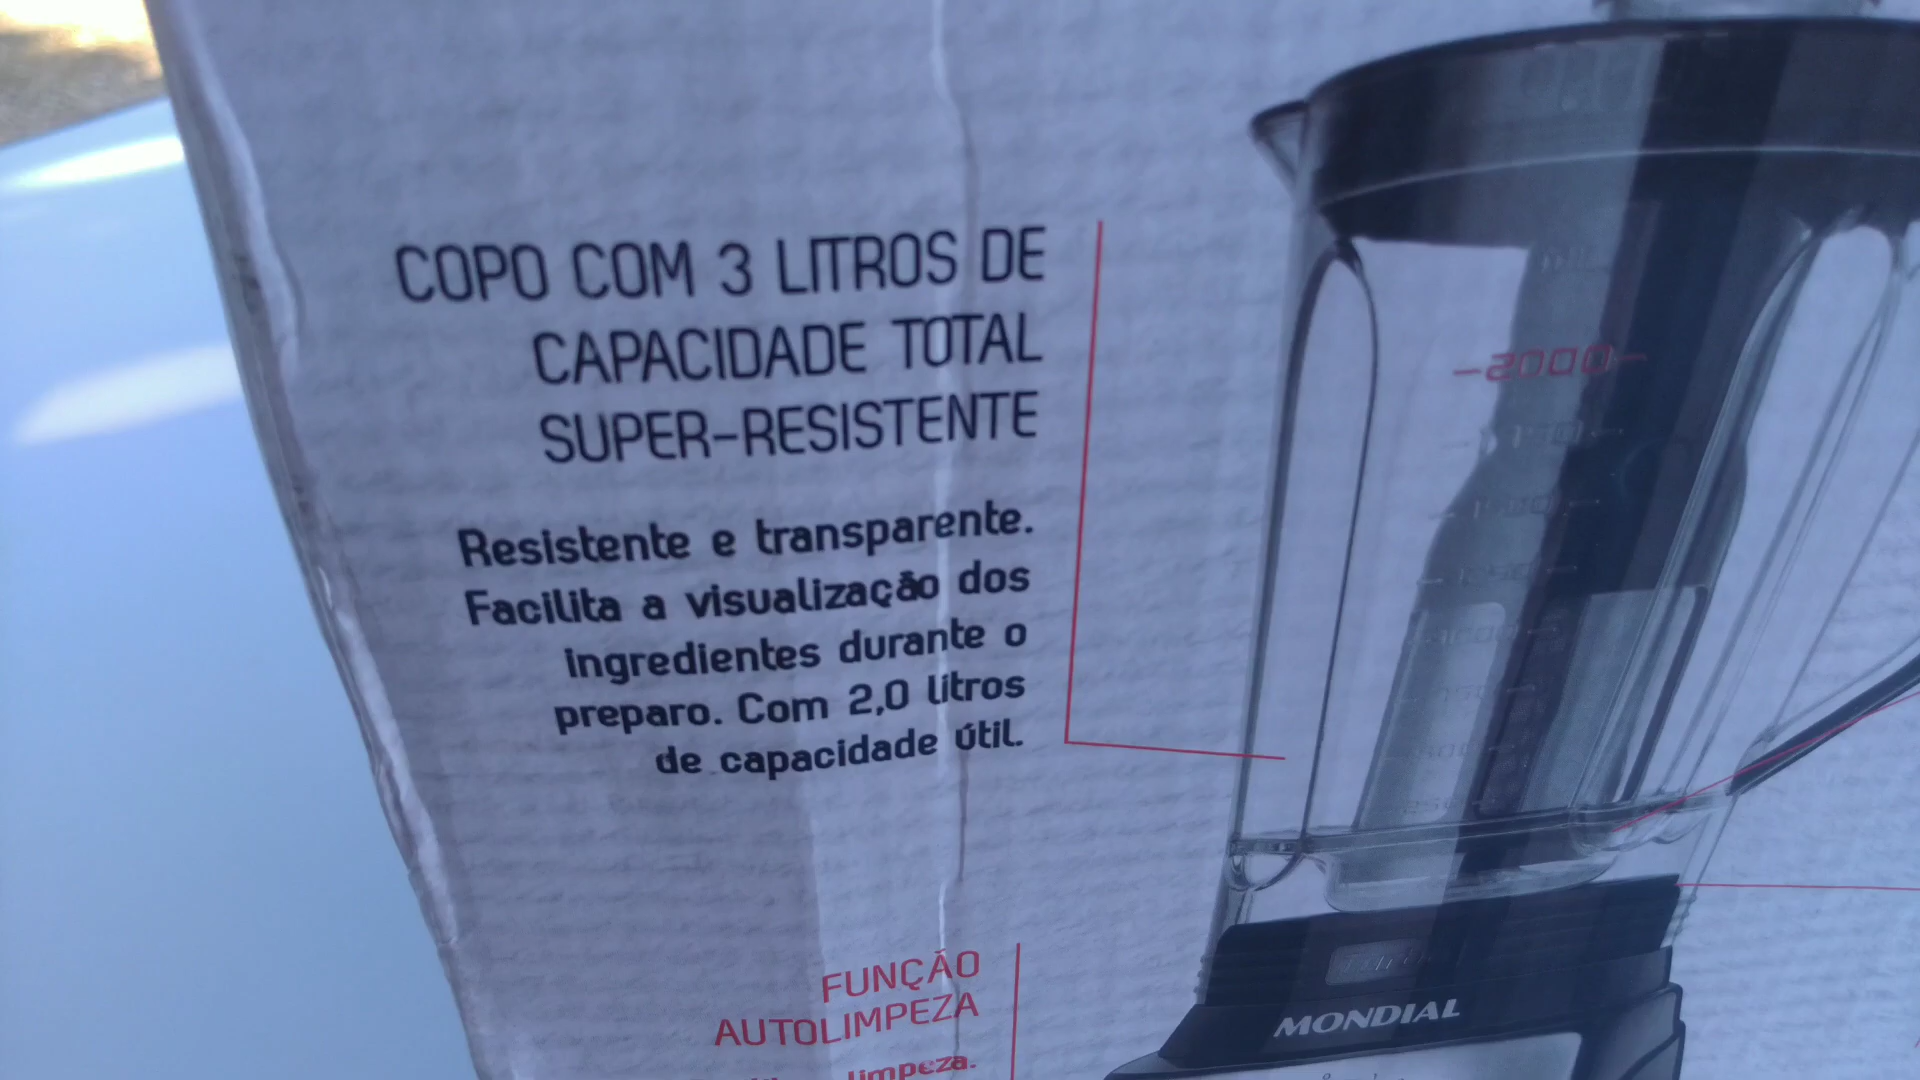 COPO COM 3 LITROS DE
CAPACIDADE TOTAL
SUPER-RESISTENTE
Resistente e transparente.
Facilita a visualização dos
ingredientes durante o
preparo. Com 2,0 litros
de capacidade útil.
2000
FUNÇÃO
AUTOLIMPEZA
limpeza.
MONDIAL